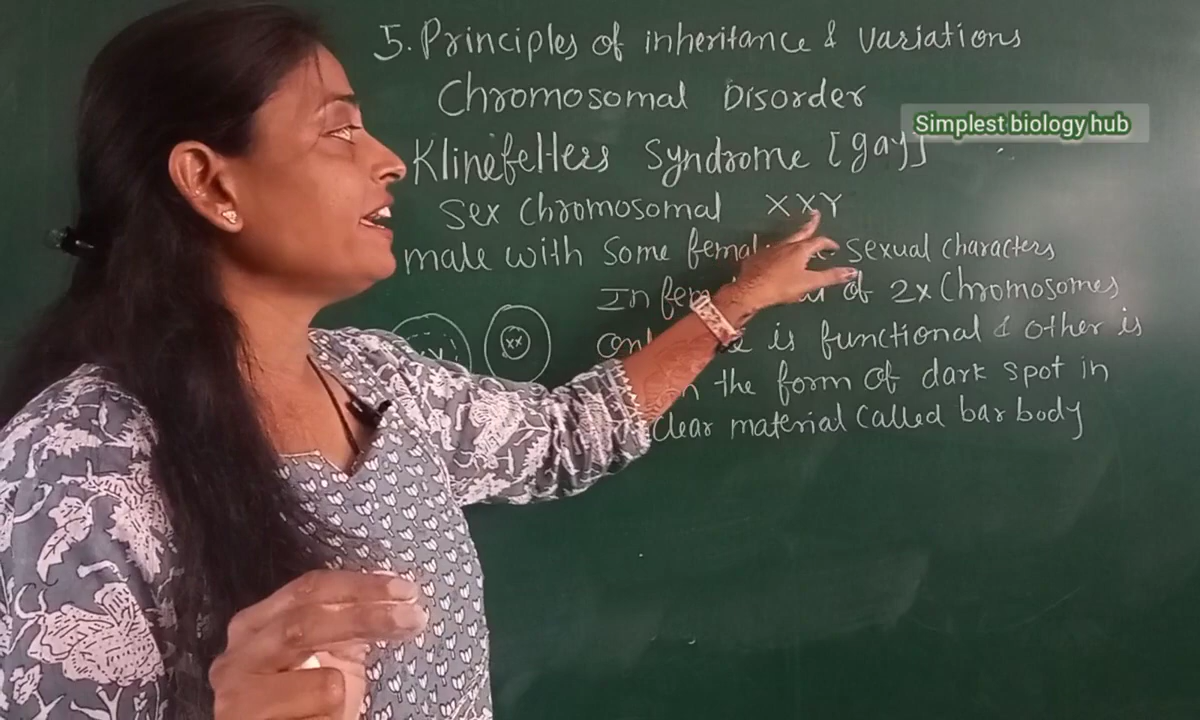 5. Principles of inheritance & variations
Chromosomal Disorder
Simplest biology hub
Klinefelters Syndrome [gay]
Sex Chromosomal XXY
male with some sexual characters
In of 2x Chromosomes
is functional & other is
the form of dark spot in
xx
material called bar body